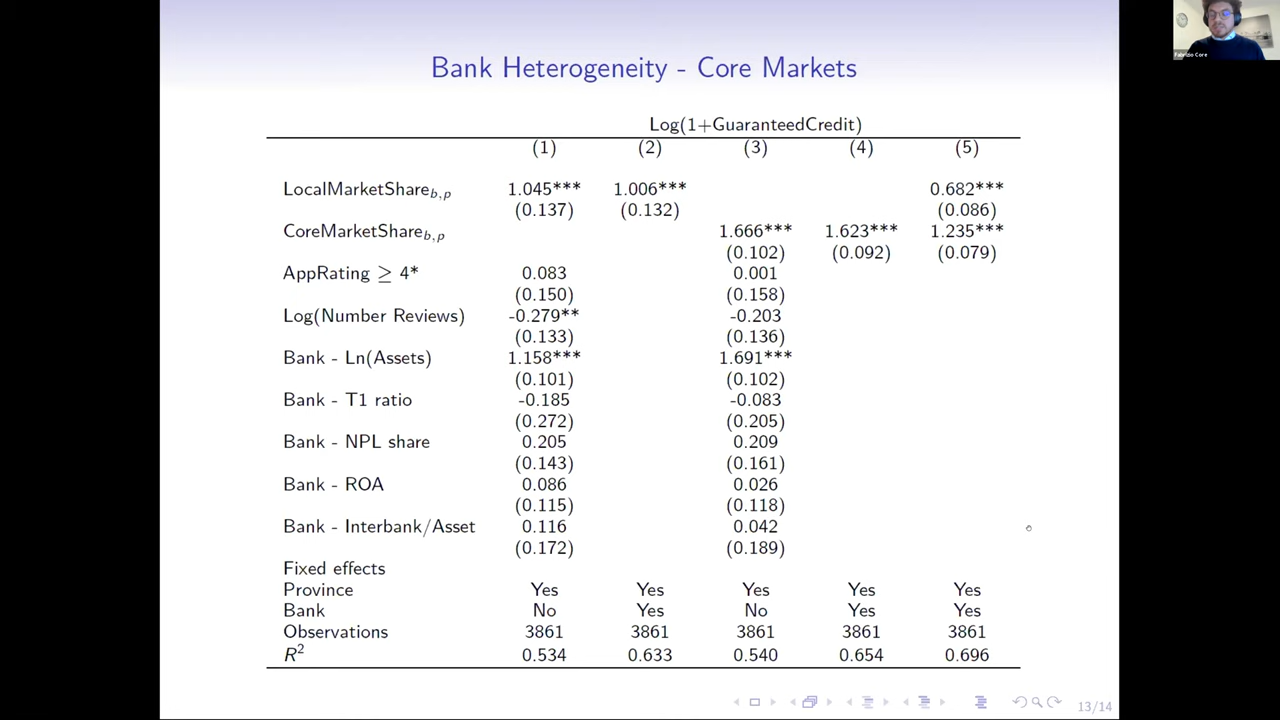 Bank Heterogeneity - Core Markets
Log(1+GuaranteedCredit)
(1) (2) (3) (4) (5)
LocalMarketShare_{b,p} 1.045*** 1.006*** 0.682***
(0.137) (0.132) (0.086)
CoreMarketShare_{b,p} 1.666*** 1.623*** 1.235***
(0.102) (0.092) (0.079)
AppRating ≥ 4* 0.083 0.001
(0.150) (0.158)
Log(Number Reviews) -0.279** -0.203
(0.133) (0.136)
Bank - Ln(Assets) 1.158*** 1.691***
(0.101) (0.102)
Bank - T1 ratio -0.185 -0.083
(0.272) (0.205)
Bank - NPL share 0.205 0.209
(0.143) (0.161)
Bank - ROA 0.086 0.026
(0.115) (0.118)
Bank - Interbank/Asset 0.116 0.042
(0.172) (0.189)
Fixed effects
Province Yes Yes Yes Yes Yes
Bank No Yes No Yes Yes
Observations 3861 3861 3861 3861 3861
R² 0.534 0.633 0.540 0.654 0.696
13/14
Fabrizio Core